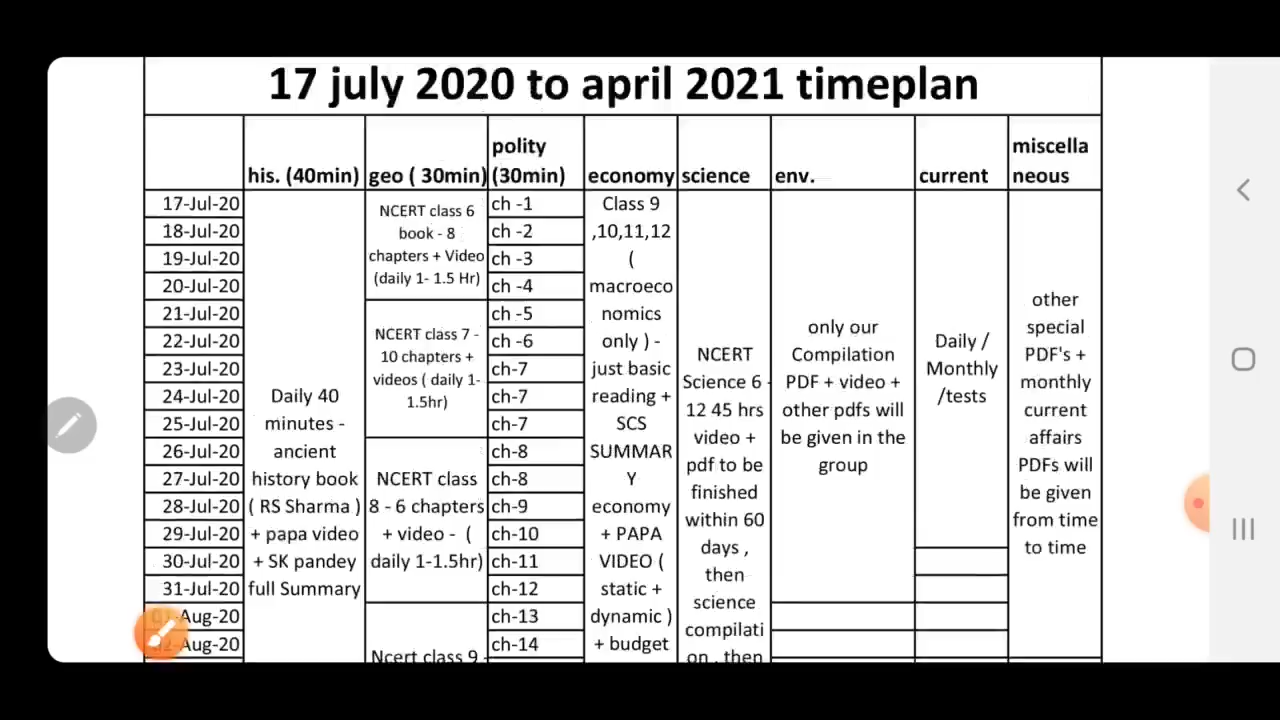 17 july 2020 to april 2021 timeplan
his. (40min)
geo ( 30min)
polity
(30min)
economy
science
env.
current
miscella
neous
17-Jul-20
18-Jul-20
19-Jul-20
20-Jul-20
21-Jul-20
22-Jul-20
23-Jul-20
24-Jul-20
25-Jul-20
26-Jul-20
27-Jul-20
28-Jul-20
29-Jul-20
30-Jul-20
31-Jul-20
-Aug-20
-Aug-20
Daily 40
minutes -
ancient
history book
( RS Sharma )
+ papa video
+ SK pandey
full Summary
NCERT class 6
book - 8
chapters + Video
(daily 1- 1.5 Hr)
NCERT class 7 -
10 chapters +
videos ( daily 1-
1.5hr)
NCERT class
8 - 6 chapters
+ video - (
daily 1-1.5hr)
Ncert class 9 -
ch -1
ch -2
ch -3
ch -4
ch -5
ch -6
ch-7
ch-7
ch-7
ch-8
ch-8
ch-9
ch-10
ch-11
ch-12
ch-13
ch-14
Class 9
,10,11,12
(
macroeco
nomics
only ) -
just basic
reading +
SCS
SUMMAR
Y
economy
+ PAPA
VIDEO (
static +
dynamic )
+ budget
NCERT
Science 6 -
12 45 hrs
video +
pdf to be
finished
within 60
days ,
then
science
compilati
on , then
only our
Compilation
PDF + video +
other pdfs will
be given in the
group
Daily /
Monthly
/tests
other
special
PDF's +
monthly
current
affairs
PDFs will
be given
from time
to time